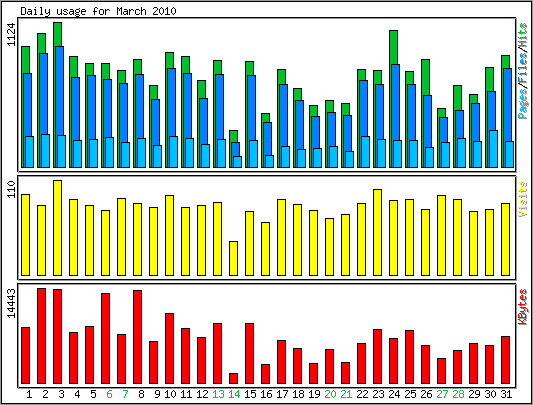 Daily usage for March 2010
1124
Pages/Files/Hits
110
Visits
14443
KBytes
1 2 3 4 5 6 7 8 9 10 11 12 13 14 15 16 17 18 19 20 21 22 23 24 25 26 27 28 29 30 31